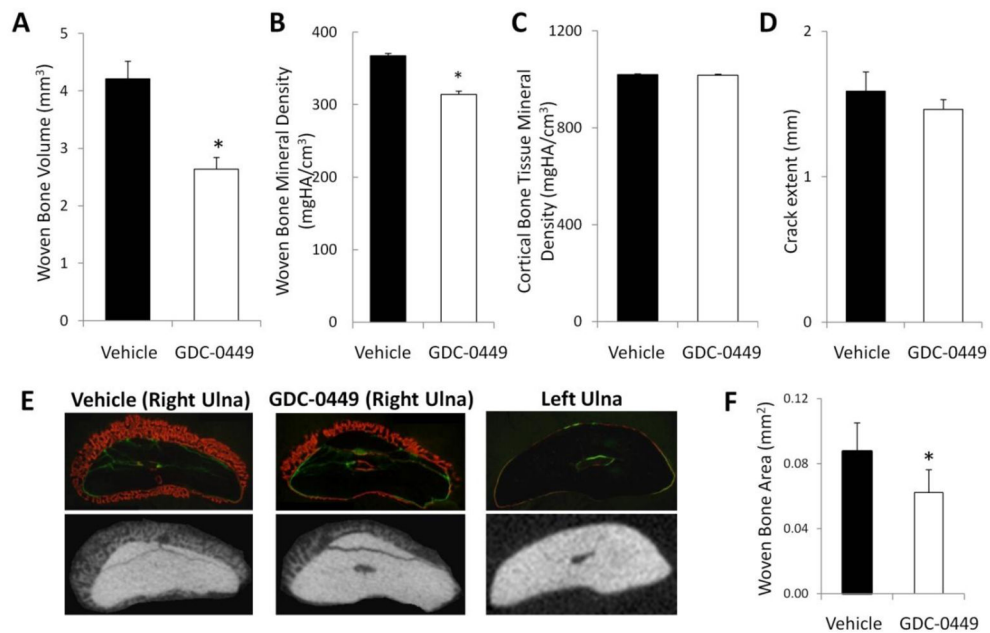 A
Woven Bone Volume (mm³)
5
4
3
2
1
0
*
Vehicle GDC-0449
B
Woven Bone Mineral Density
(mgHA/cm³)
400
300
200
100
0
*
Vehicle GDC-0449
C
Cortical Bone Tissue Mineral
Density (mgHA/cm³)
1200
800
400
0
Vehicle GDC-0449
D
Crack extent (mm)
2
1
0
Vehicle GDC-0449
E
Vehicle (Right Ulna) GDC-0449 (Right Ulna) Left Ulna
F
Woven Bone Area (mm²)
0.12
0.08
0.04
0.00
*
Vehicle GDC-0449